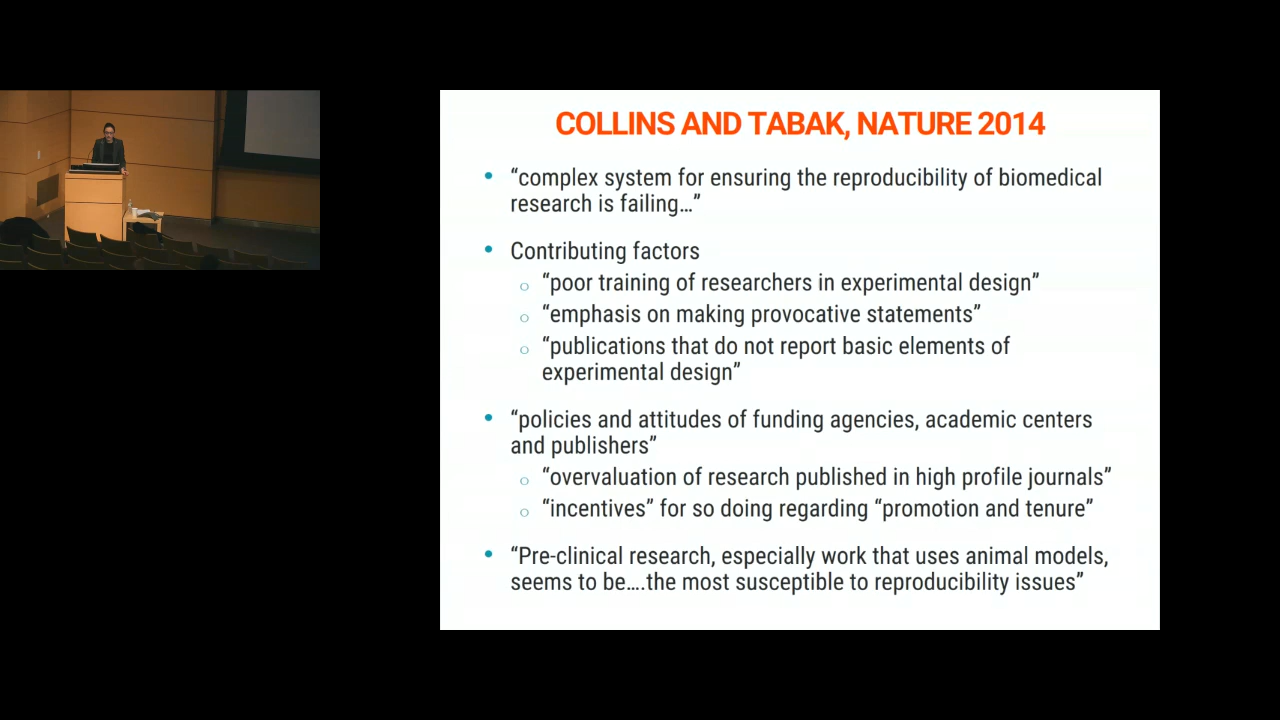 COLLINS AND TABAK, NATURE 2014
• “complex system for ensuring the reproducibility of biomedical
research is failing…”
• Contributing factors
o “poor training of researchers in experimental design”
o “emphasis on making provocative statements”
o “publications that do not report basic elements of
experimental design”
• “policies and attitudes of funding agencies, academic centers
and publishers”
o “overvaluation of research published in high profile journals”
o “incentives” for so doing regarding “promotion and tenure”
• “Pre-clinical research, especially work that uses animal models,
seems to be….the most susceptible to reproducibility issues”